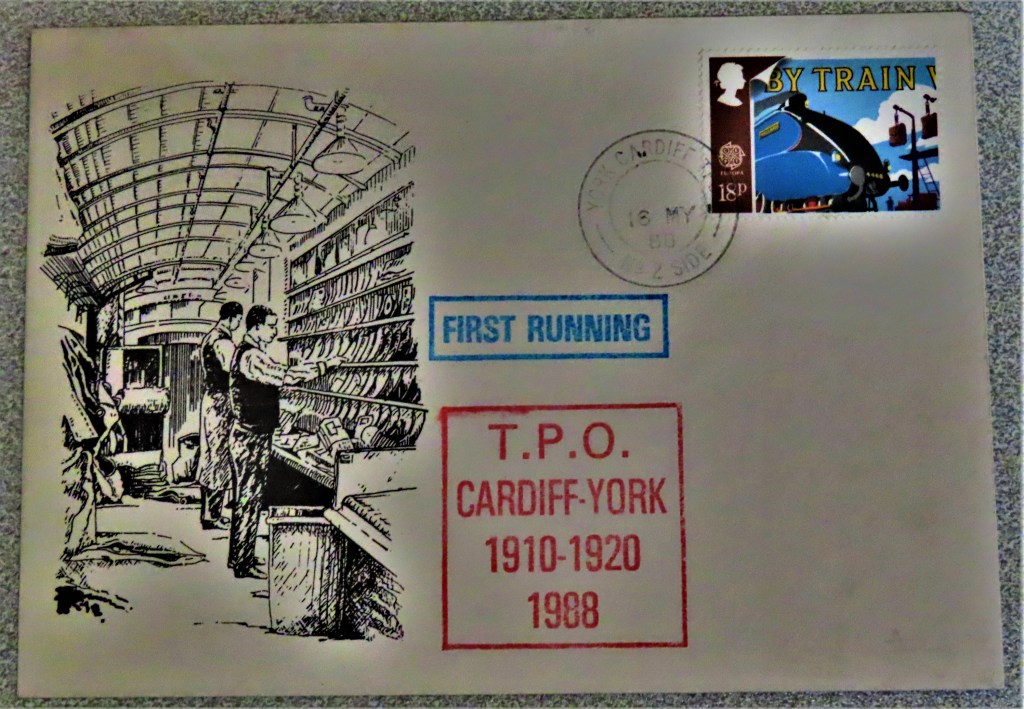 BY TRAIN
EUROPA
18P
YORK CARDIFF
16 MY
88
No 2 SIDE
FIRST RUNNING
T.P.O.
CARDIFF-YORK
1910-1920
1988